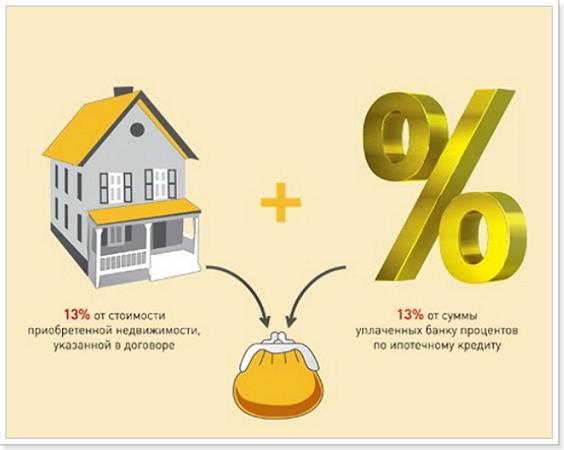 13% от стоимости
приобретенной недвижимости,
указанной в договоре
13% от суммы
уплаченных банку процентов
по ипотечному кредиту